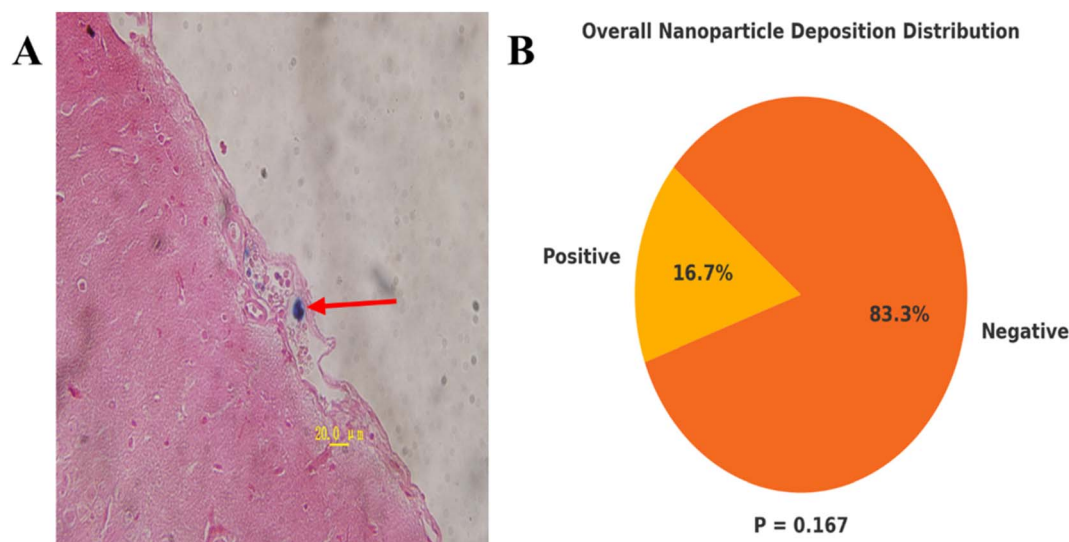 A
20.0 μm
B
Overall Nanoparticle Deposition Distribution
Positive
16.7%
83.3%
Negative
P = 0.167